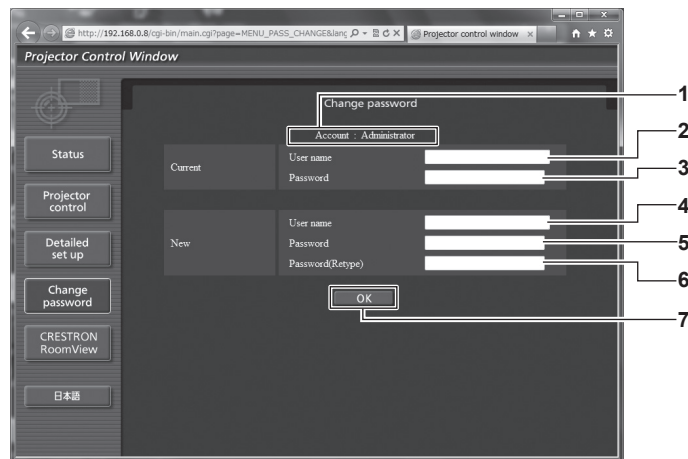 http://192.168.0.8/cgi-bin/main.cgi?page=MENU_PASS_CHANGE&lang
Projector control window
Projector Control Window
Change password
Account : Administrator
1
Status
Current
User name
2
Password
3
Projector
control
New
User name
4
Detailed
set up
Password
5
Password(Retype)
6
Change
password
OK
7
CRESTRON
RoomView
日本語